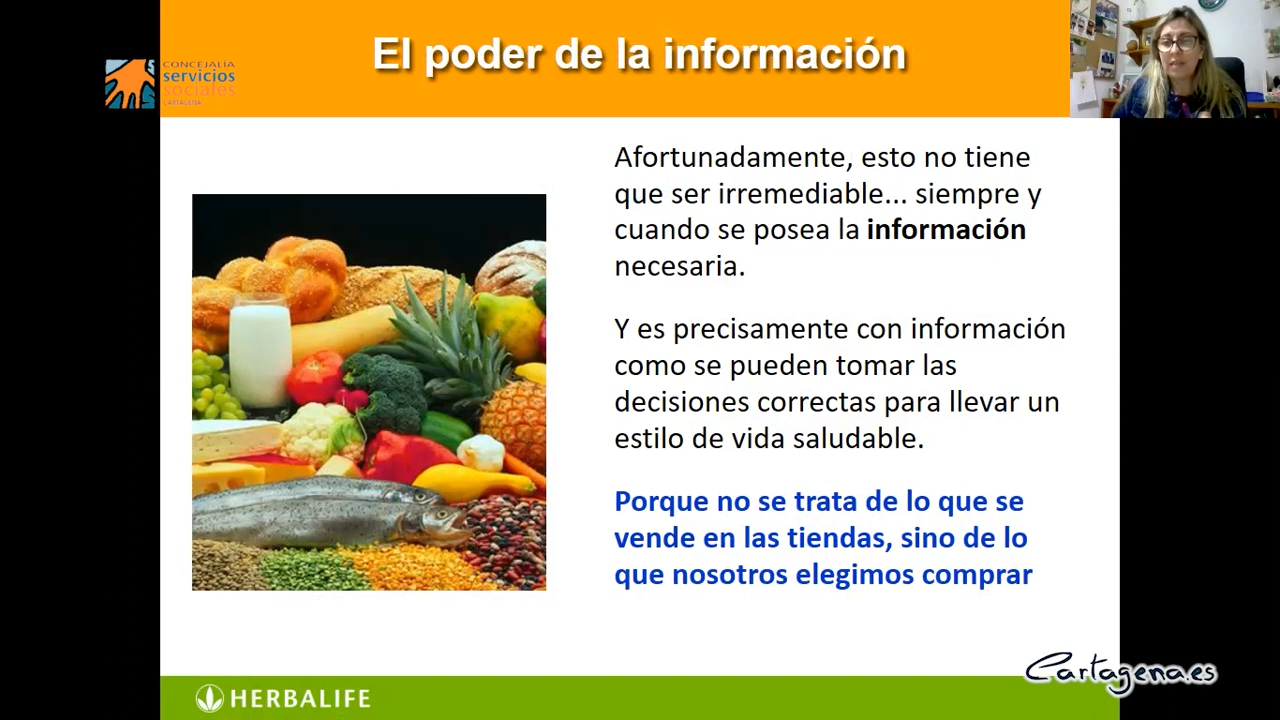 El poder de la información
CONCEJALÍA
servicios
sociales
CARTAGENA
Afortunadamente, esto no tiene
que ser irremediable... siempre y
cuando se posea la información
necesaria.
Y es precisamente con información
como se pueden tomar las
decisiones correctas para llevar un
estilo de vida saludable.
Porque no se trata de lo que se
vende en las tiendas, sino de lo
que nosotros elegimos comprar
Cartagena.es
HERBALIFE